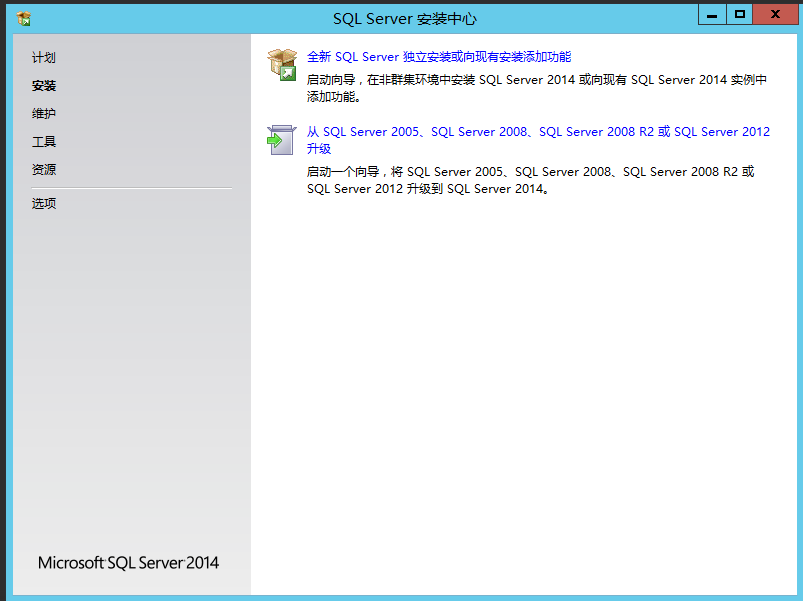 SQL Server 安装中心
计划
安装
维护
工具
资源
选项
全新 SQL Server 独立安装或向现有安装添加功能
启动向导，在非群集环境中安装 SQL Server 2014 或向现有 SQL Server 2014 实例中
添加功能。
从 SQL Server 2005、SQL Server 2008、SQL Server 2008 R2 或 SQL Server 2012
升级
启动一个向导，将 SQL Server 2005、SQL Server 2008、SQL Server 2008 R2 或
SQL Server 2012 升级到 SQL Server 2014。
Microsoft SQL Server 2014